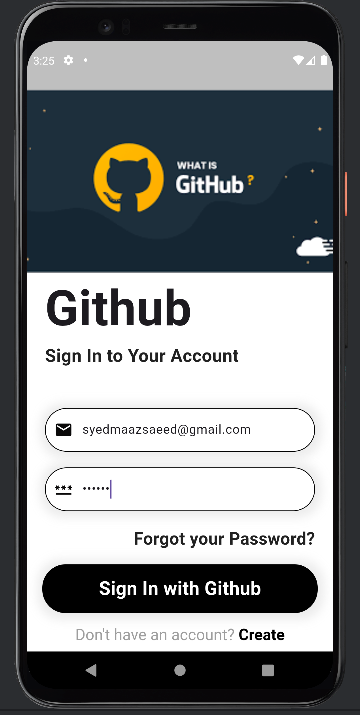 3:25
WHAT IS
GitHub ?
Github
Sign In to Your Account
syedmaazsaeed@gmail.com
***
••••••
Forgot your Password?
Sign In with Github
Don't have an account? Create